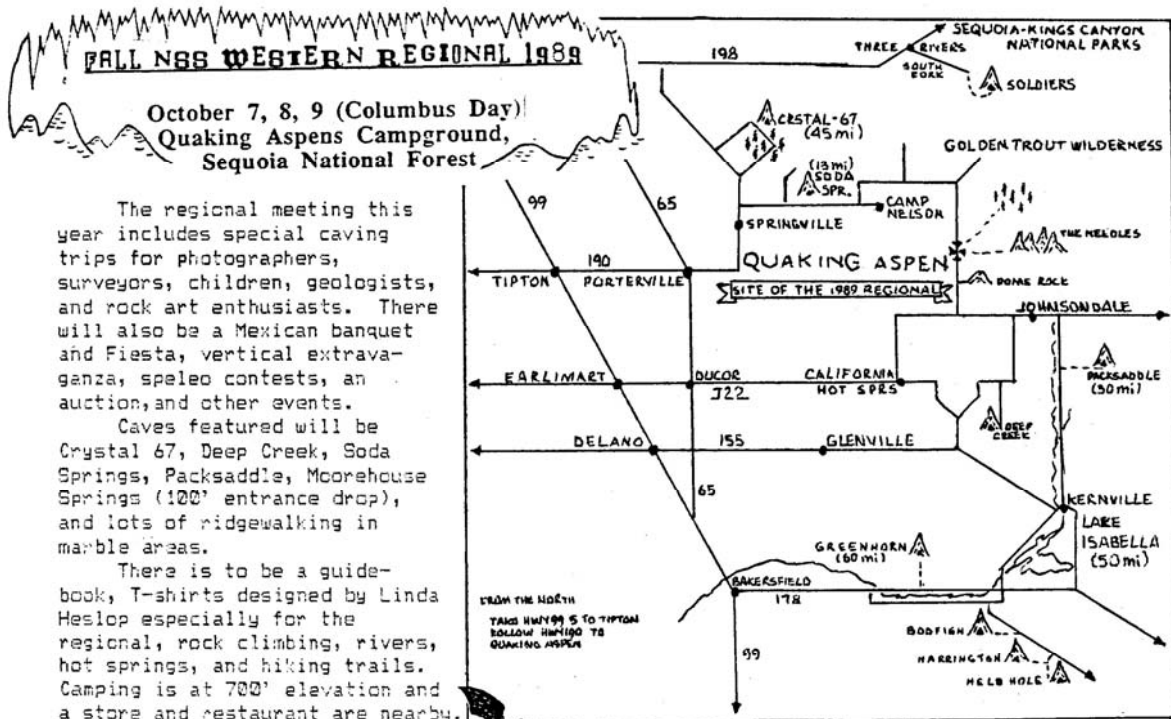 FALL NSS WESTERN REGIONAL 1989
October 7, 8, 9 (Columbus Day)
Quaking Aspens Campground,
Sequoia National Forest
The regional meeting this
year includes special caving
trips for photographers,
surveyors, children, geologists,
and rock art enthusiasts. There
will also be a Mexican banquet
and Fiesta, vertical extrava-
ganza, speleo contests, an
auction,and other events.
Caves featured will be
Crystal 67, Deep Creek, Soda
Springs, Packsaddle, Moorehouse
Springs (100' entrance drop),
and lots of ridgewalking in
marble areas.
There is to be a guide-
book, T-shirts designed by Linda
Heslop especially for the
regional, rock climbing, rivers,
hot springs, and hiking trails.
Camping is at 700' elevation and
a store and restaurant are nearby.
SEQUOIA-KINGS CANYON
NATIONAL PARKS
198
THREE RIVERS
SOUTH
FORK
SOLDIERS
CRSTAL-67
(45mi)
GOLDEN TROUT WILDERNESS
(13mi)
SODA
SPR.
99
65
CAMP
NELSON
SPRINGVILLE
THE NEEDLES
190
QUAKING ASPEN
TIPTON
PORTERVILLE
DOME ROCK
SITE OF THE 1989 REGIONAL
JOHNSONDALE
EARLIMART
DUCOR
J22
CALIFORNIA
HOT SPRS
PACKSADDLE
(50mi)
DEEP
CREEK
DELANO
155
GLENVILLE
65
KERNVILLE
LAKE
ISABELLA
(50mi)
GREENHORN
(60mi)
BAKERSFIELD
178
FROM THE NORTH
TAKE HWY 99 S TO TIPTON
FOLLOW HWY190 TO
QUAKING ASPEN
BODFISH
99
HARRINGTON
HELD HOLE